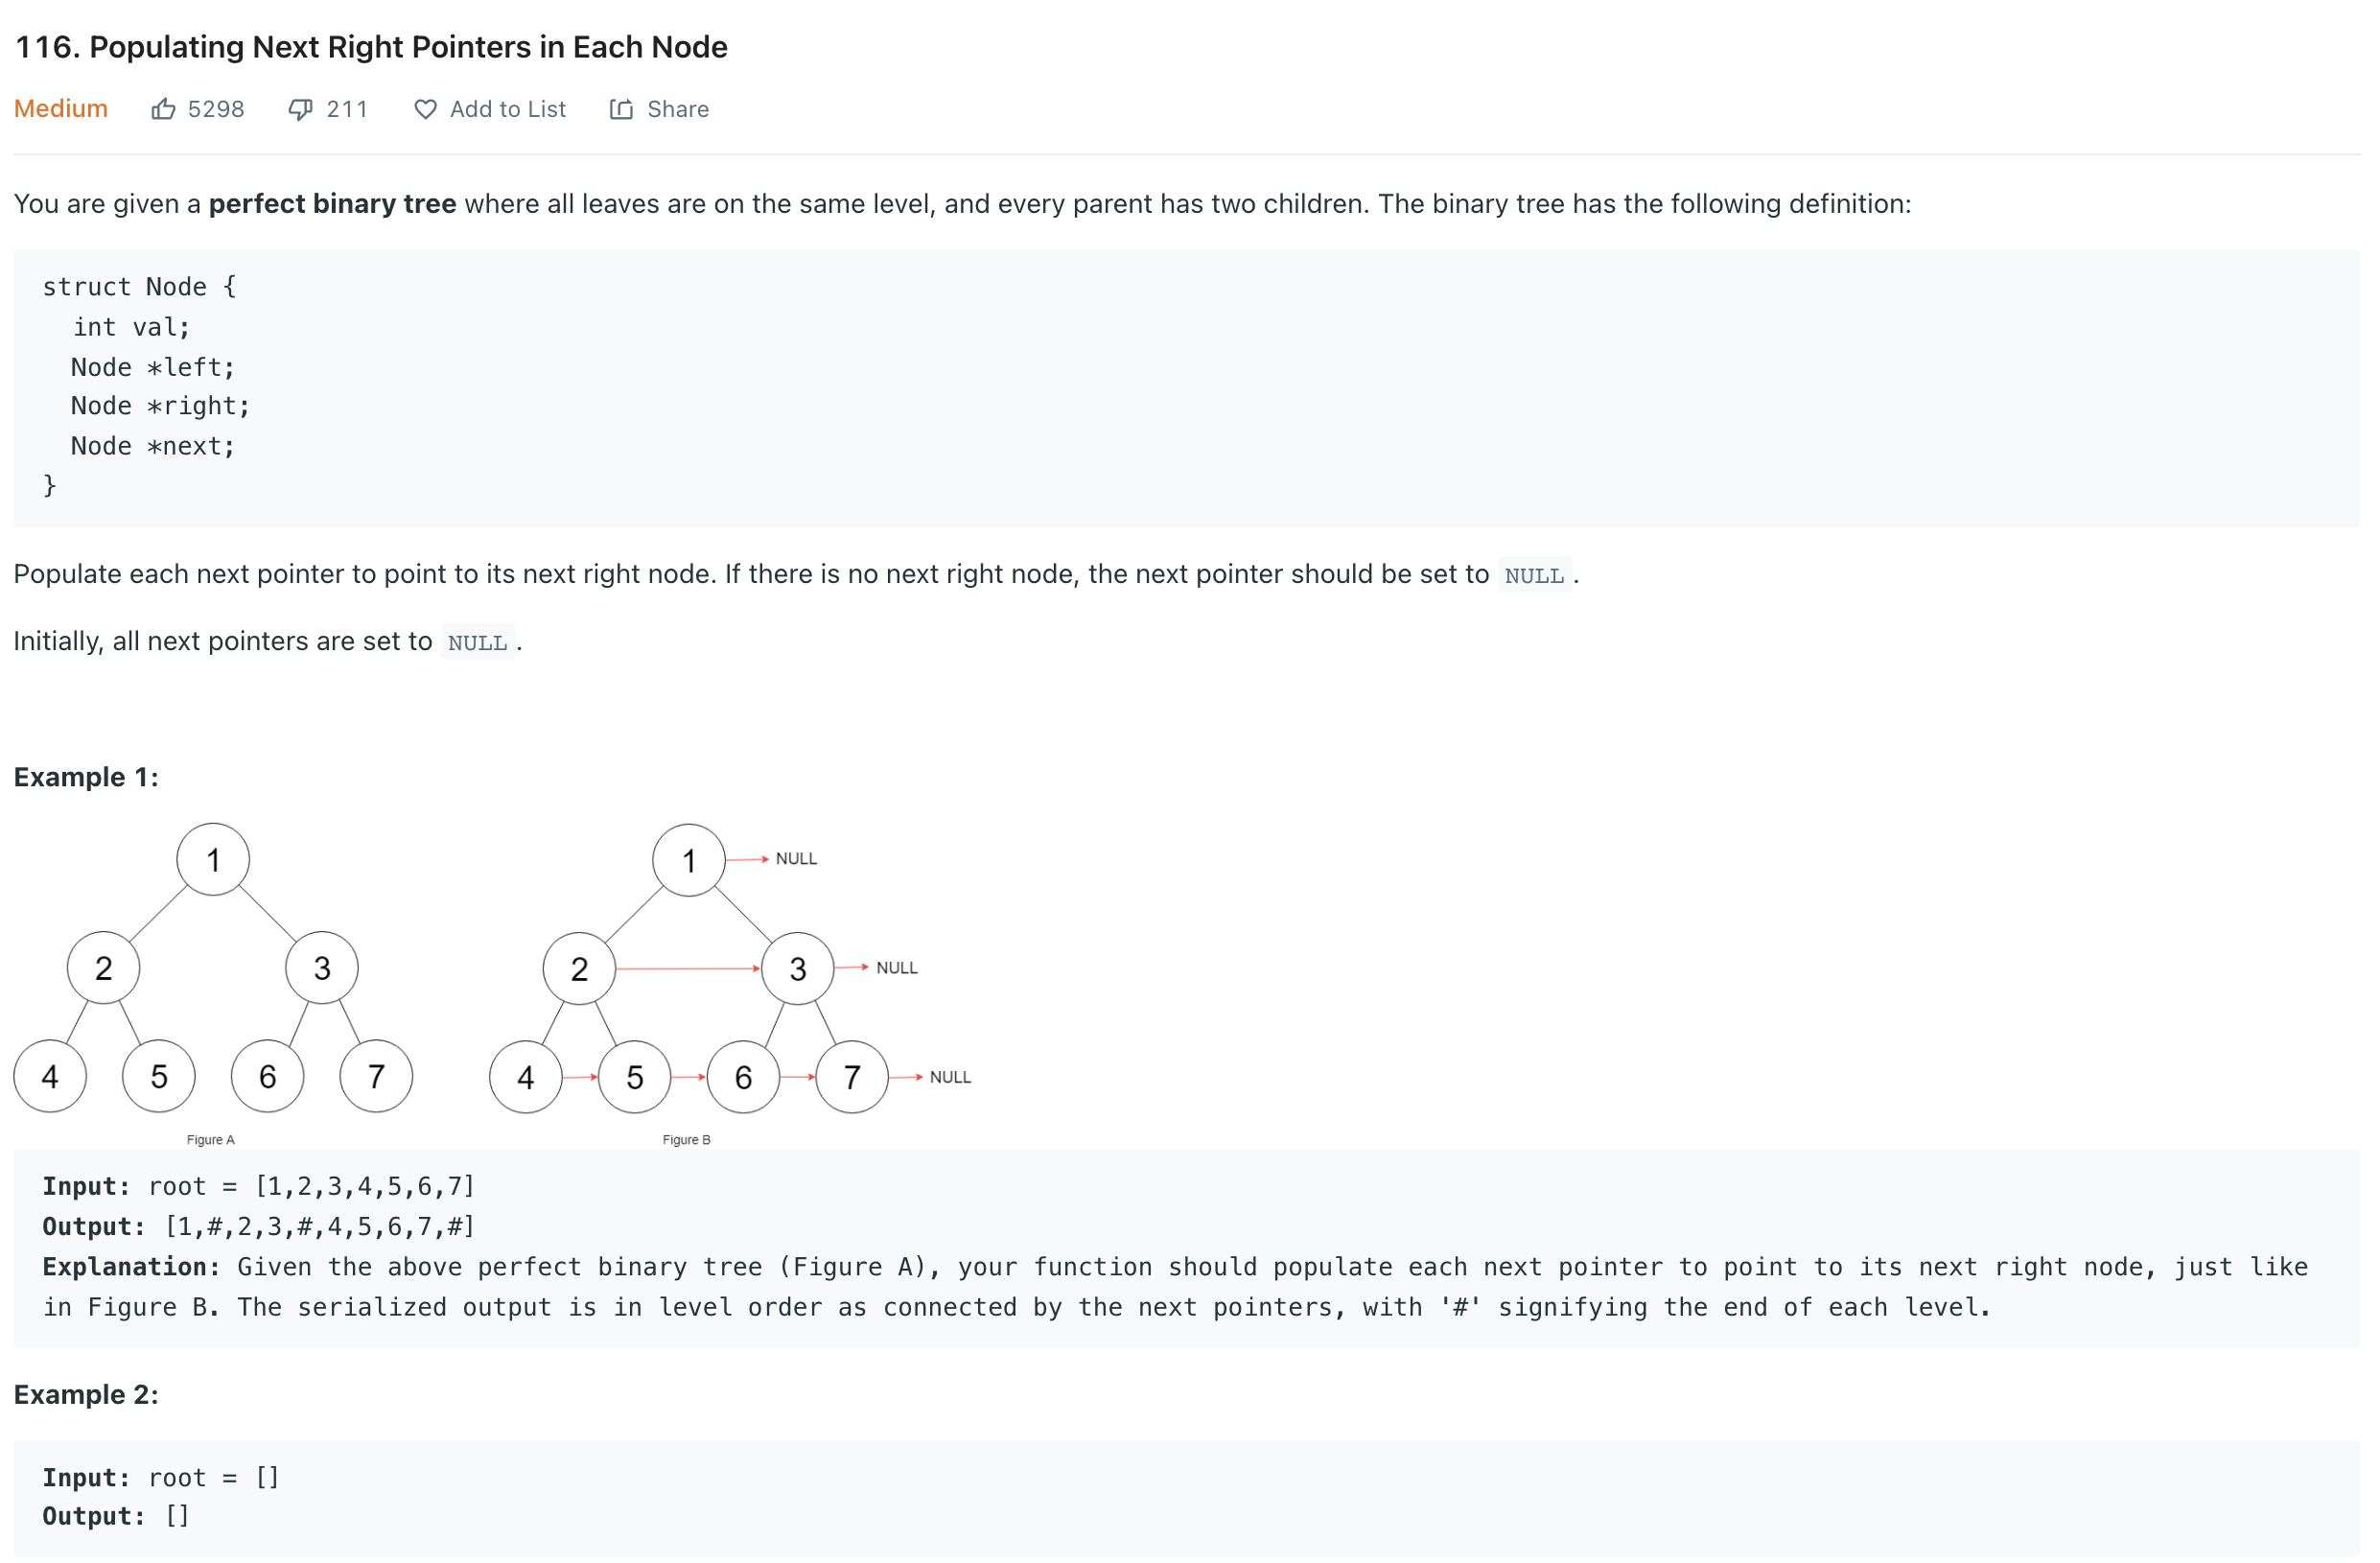 116. Populating Next Right Pointers in Each Node
Medium 5298 211 Add to List Share
You are given a perfect binary tree where all leaves are on the same level, and every parent has two children. The binary tree has the following definition:
struct Node {
  int val;
  Node *left;
  Node *right;
  Node *next;
}
Populate each next pointer to point to its next right node. If there is no next right node, the next pointer should be set to NULL.
Initially, all next pointers are set to NULL.
Example 1:
1 1 NULL
2 3 2 3 NULL
4 5 6 7 4 5 6 7 NULL
Figure A Figure B
Input: root = [1,2,3,4,5,6,7]
Output: [1,#,2,3,#,4,5,6,7,#]
Explanation: Given the above perfect binary tree (Figure A), your function should populate each next pointer to point to its next right node, just like
in Figure B. The serialized output is in level order as connected by the next pointers, with '#' signifying the end of each level.
Example 2:
Input: root = []
Output: []